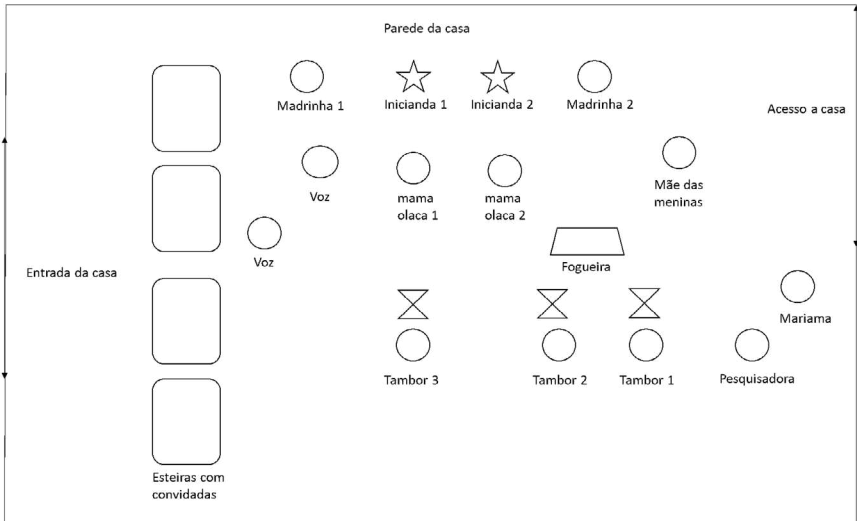 Parede da casa
Madrinha 1
Inicianda 1
Inicianda 2
Madrinha 2
Acesso a casa
Voz
mama
olaca 1
mama
olaca 2
Mãe das
meninas
Voz
Entrada da casa
Fogueira
Mariama
Tambor 3
Tambor 2
Tambor 1
Pesquisadora
Esteiras com
convidadas